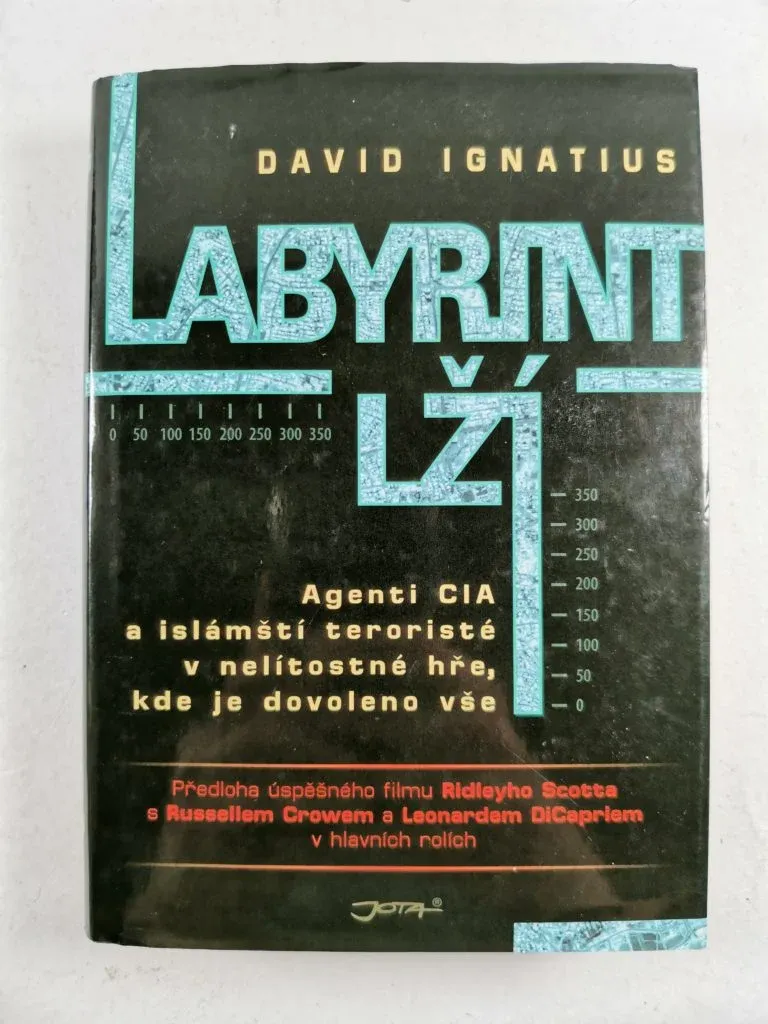 DAVID IGNATIUS
LABYRINT
LŽÍ
0 50 100 150 200 250 300 350
350
300
250
200
150
100
50
0
Agenti CIA
a islámští teroristé
v nelítostné hře,
kde je dovoleno vše
Předloha úspěšného filmu Ridleyho Scotta
s Russellem Crowem a Leonardem DiCapriem
v hlavních rolích
JOTA®